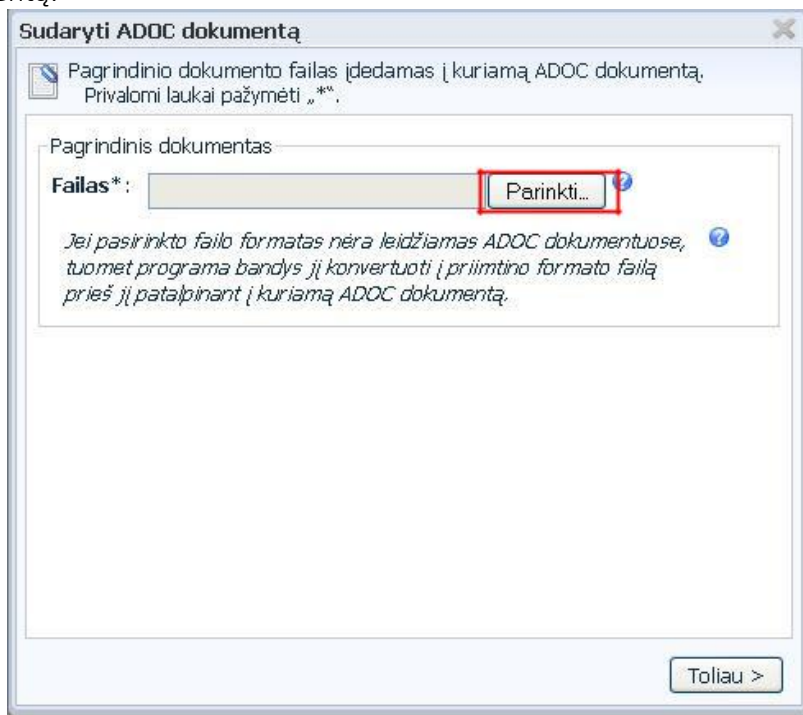 Sudaryti ADOC dokumentą
Pagrindinio dokumento failas įdedamas į kuriamą ADOC dokumentą.
Privalomi laukai pažymėti „*“.
Pagrindinis dokumentas
Failas*: Parinkti...
Jei pasirinkto failo formatas nėra leidžiamas ADOC dokumentuose,
tuomet programa bandys jį konvertuoti į priimtino formato failą
prieš jį patalpinant į kuriamą ADOC dokumentą.
Toliau >